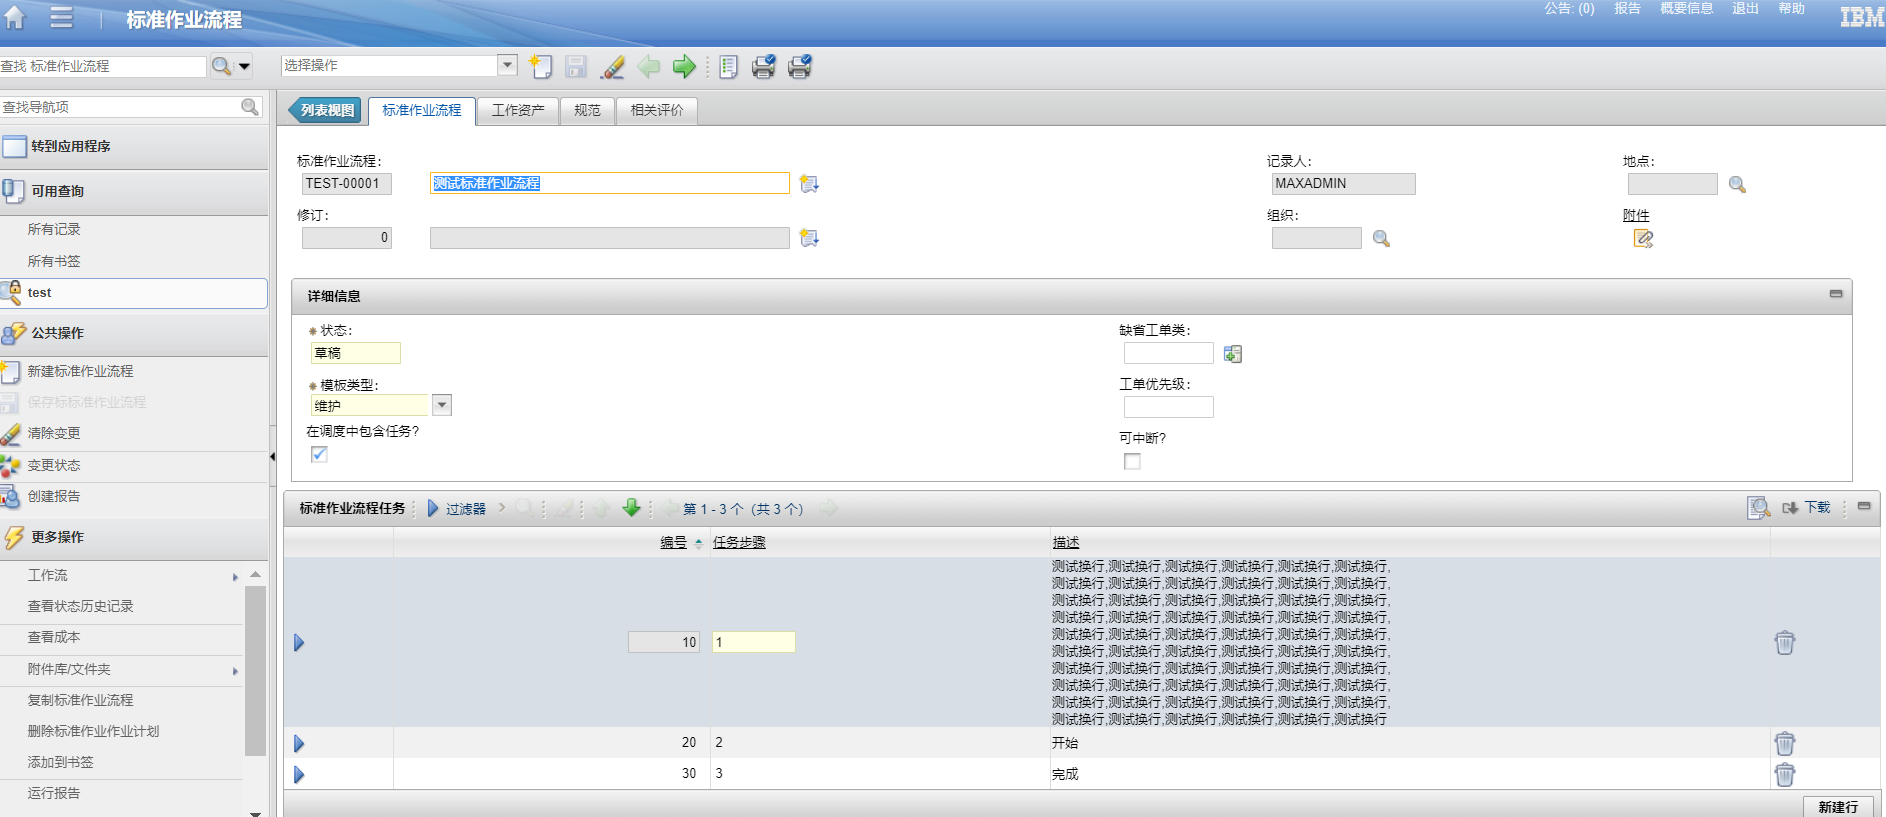 标准作业流程
公告: (0) 报告 概要信息 退出 帮助
IBM
查找 标准作业流程
选择操作
查找导航项
转到应用程序
可用查询
所有记录
所有书签
test
公共操作
新建标准作业流程
保存标标准作业流程
清除变更
变更状态
创建报告
更多操作
工作流
查看状态历史记录
查看成本
附件库/文件夹
复制标准作业流程
删除标准作业作业计划
添加到书签
运行报告
列表视图 标准作业流程 工作资产 规范 相关评价
标准作业流程:
TEST-00001 测试标准作业流程
修订:
0
记录人:
MAXADMIN
组织:
地点:
附件
详细信息
状态:
草稿
模板类型:
维护
在调度中包含任务?
缺省工单类:
工单优先级:
可中断?
标准作业流程任务 过滤器 第 1 - 3 个 (共 3 个) 下载
编号 任务步骤 描述
10 1
测试换行,测试换行,测试换行,测试换行,测试换行,测试换行,
测试换行,测试换行,测试换行,测试换行,测试换行,测试换行,
测试换行,测试换行,测试换行,测试换行,测试换行,测试换行,
测试换行,测试换行,测试换行,测试换行,测试换行,测试换行,
测试换行,测试换行,测试换行,测试换行,测试换行,测试换行,
测试换行,测试换行,测试换行,测试换行,测试换行,测试换行,
测试换行,测试换行,测试换行,测试换行,测试换行,测试换行,
测试换行,测试换行,测试换行,测试换行,测试换行,测试换行,
测试换行,测试换行,测试换行,测试换行,测试换行,测试换行,
测试换行,测试换行,测试换行,测试换行,测试换行,测试换行
20 2 开始
30 3 完成
新建行